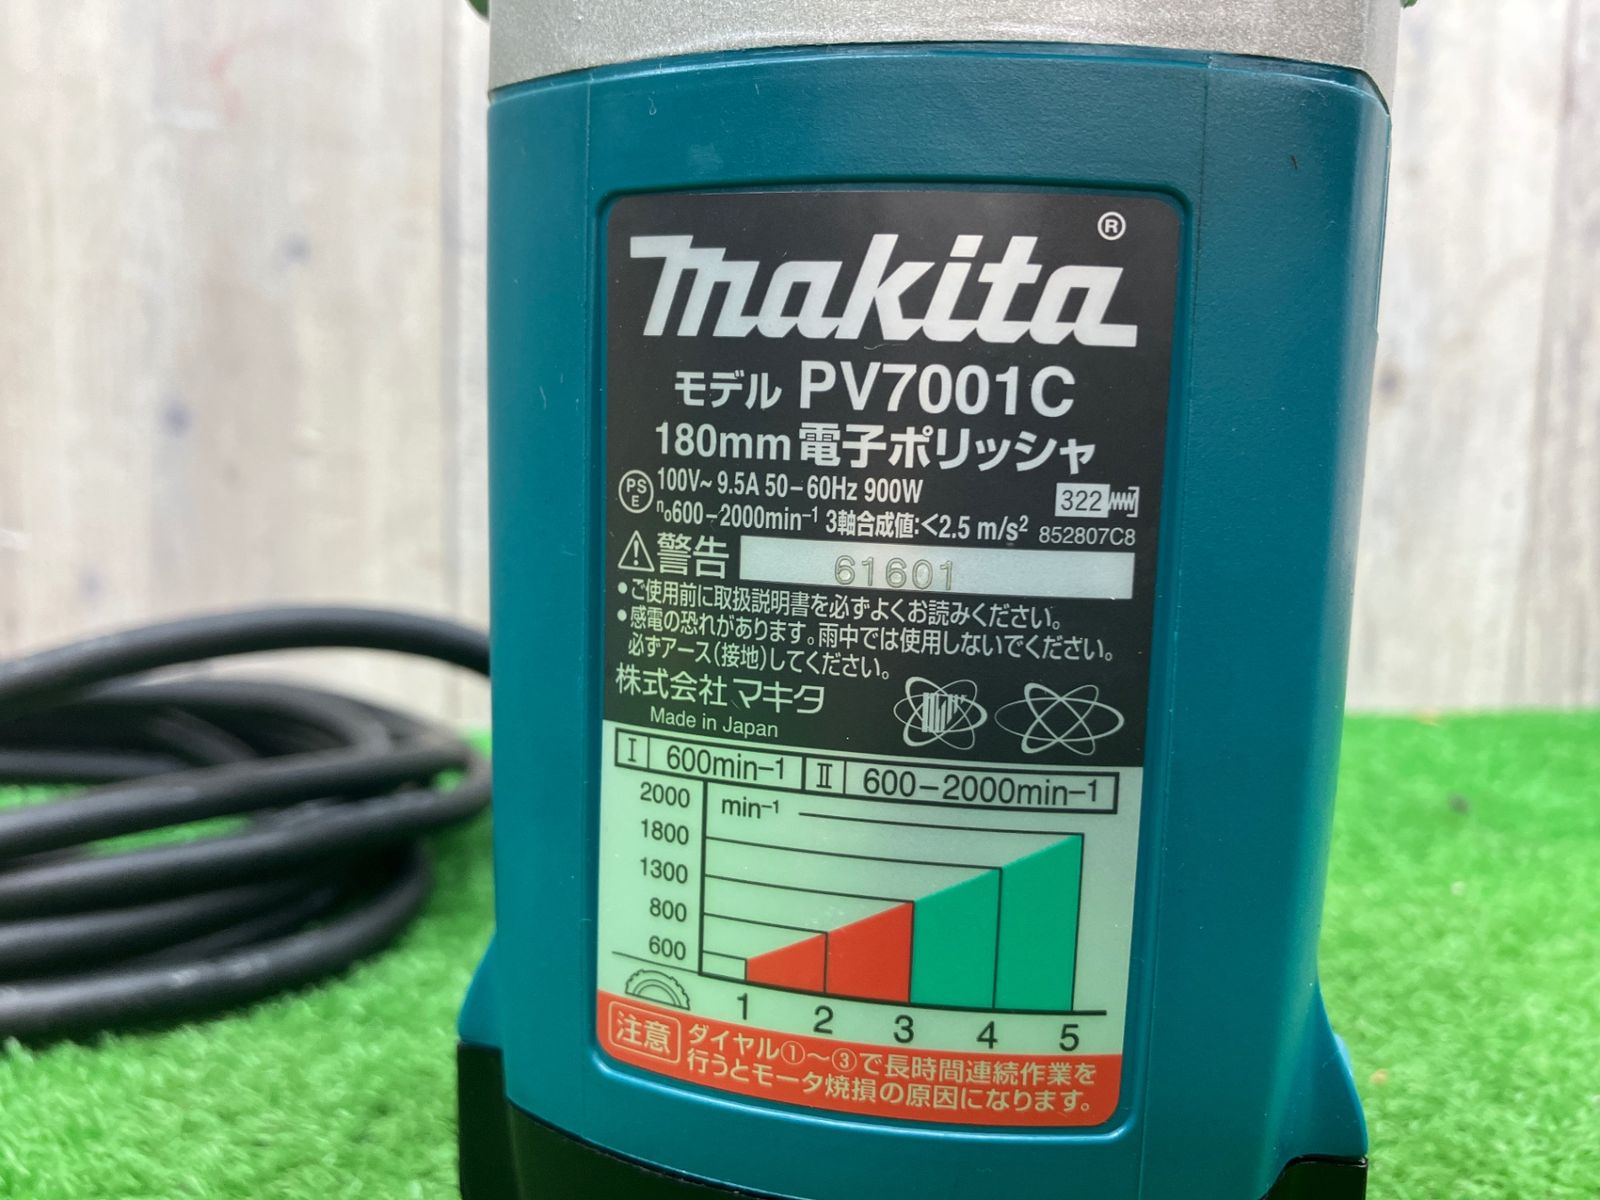 makita®
モデル PV7001C
180mm 電子ポリッシャ
PS E 100V~ 9.5A 50-60Hz 900W 322
n₀600-2000min⁻¹ 3軸合成値:<2.5 m/s² 852807C8
警告 61601
•ご使用前に取扱説明書を必ずよくお読みください。
•感電の恐れがあります。雨中では使用しないでください。
必ずアース(接地)してください。
株式会社マキタ
Made in Japan
I 600min-1 II 600-2000min-1
2000 min⁻¹
1800
1300
800
600
1 2 3 4 5
注意 ダイヤル①~③で長時間連続作業を
行うとモータ焼損の原因になります。